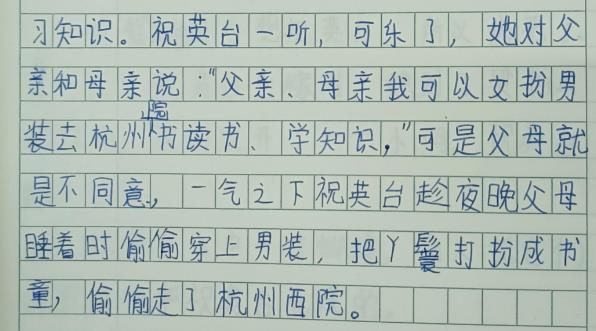 习知识。祝英台一听，可乐了，她对父
亲和母亲说："父亲、母亲我可以女扮男
装去杭州书院读书、学知识，"可是父母就
是不同意，一气之下祝英台趁夜晚父母
睡着时偷偷穿上男装，把丫鬟打扮成书
童，偷偷走了杭州西院。